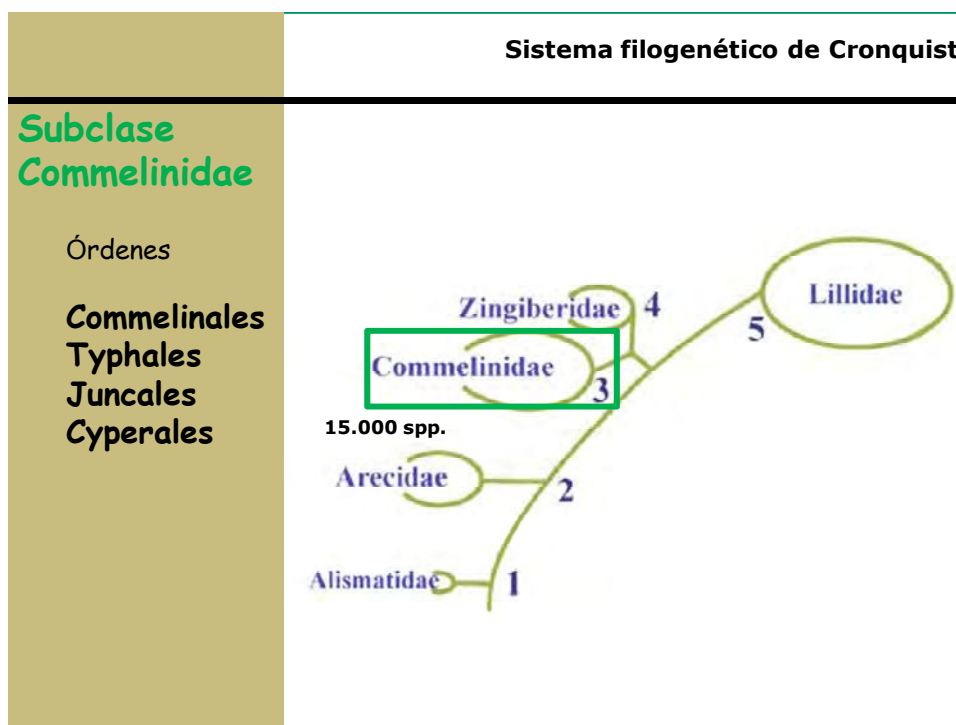 Sistema filogenético de Cronquist
Subclase
Commelinidae
Órdenes
Commelinales
Typhales
Juncales
Cyperales
Zingiberidae 4
Lillidae
5
Commelinidae
3
15.000 spp.
Arecidae
2
Alismatidae
1